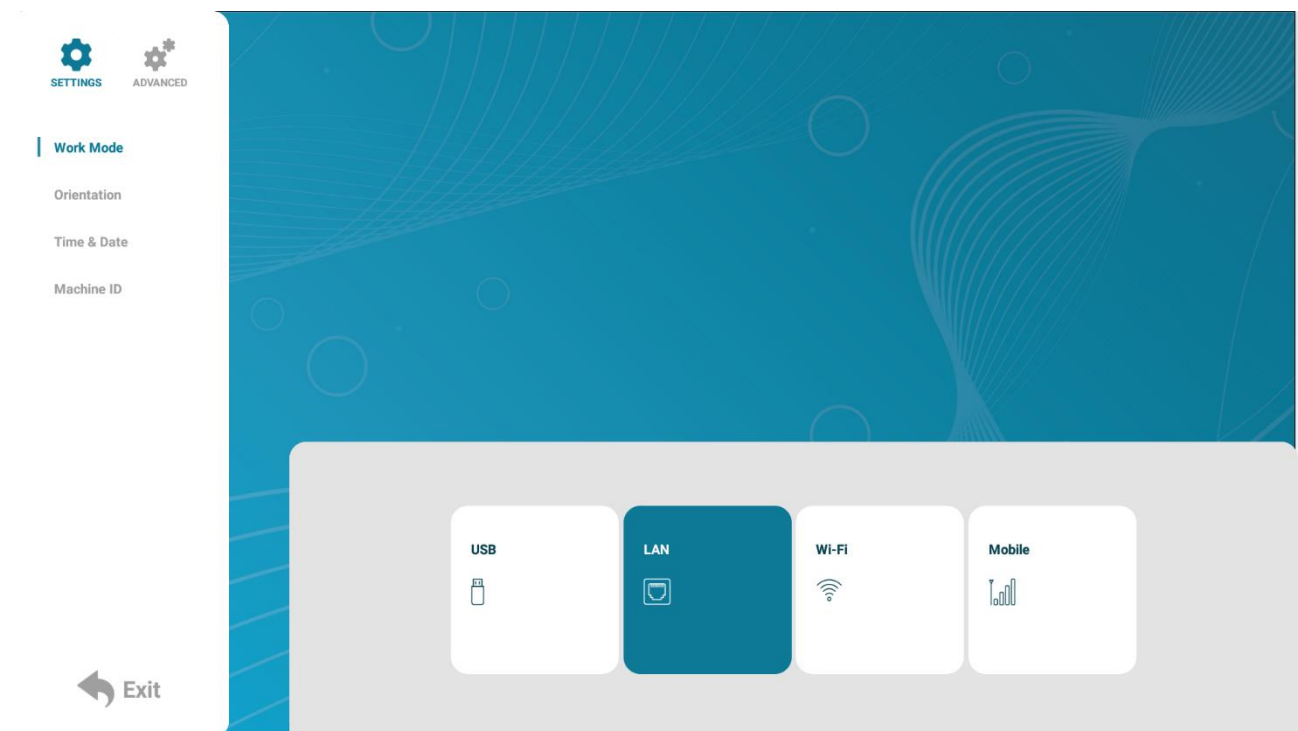 SETTINGS ADVANCED
Work Mode
Orientation
Time & Date
Machine ID
USB LAN Wi-Fi Mobile
Exit